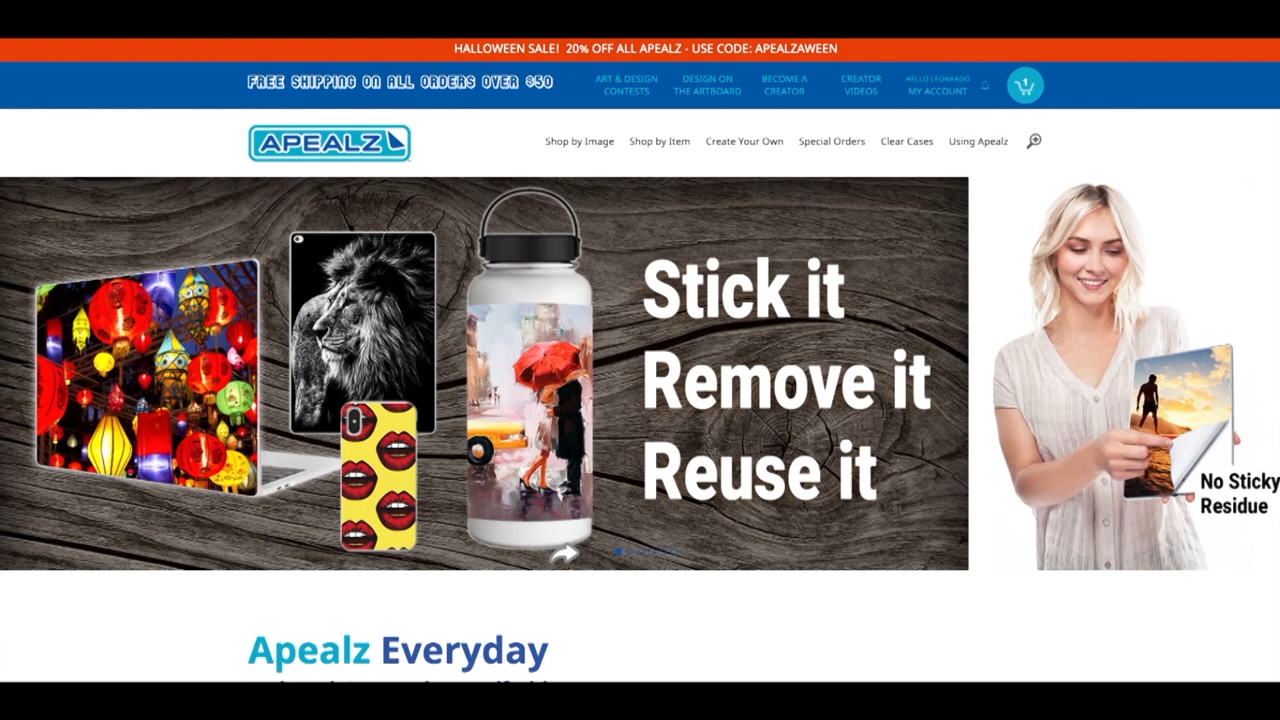 HALLOWEEN SALE! 20% OFF ALL APEALZ - USE CODE: APEALZAWEEN
FREE SHIPPING ON ALL ORDERS OVER $50
ART & DESIGN
CONTESTS
DESIGN ON
THE ARTBOARD
BECOME A
CREATOR
CREATOR
VIDEOS
HELLO LEONARDO
MY ACCOUNT
1
APEALZ
Shop by Image
Shop by Item
Create Your Own
Special Orders
Clear Cases
Using Apealz
Stick it
Remove it
Reuse it
No Sticky
Residue
Apealz Everyday